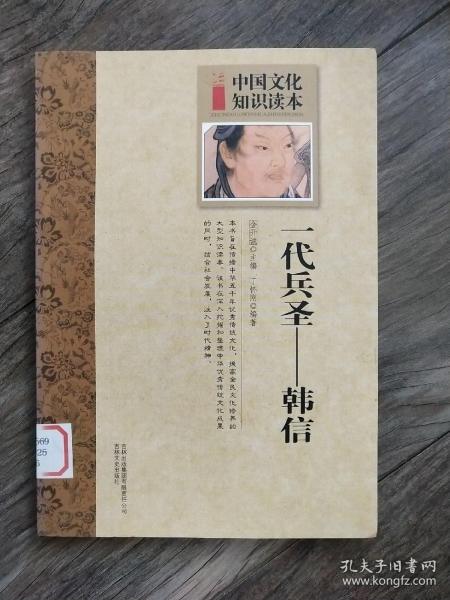 中国文化
知识读本
一代兵圣——韩信
金开诚◎主编 丁怀刚◎编著
本书旨在传播中华五千年优秀传统文化，提高全民文化修养的
大型知识读本。该书在深入挖掘和整理中华优秀传统文化成果
的同时，结合社会发展，注入了时代精神。
吉林出版集团有限责任公司
吉林文史出版社
569
25
5
孔夫子旧书网
www.kongfz.com